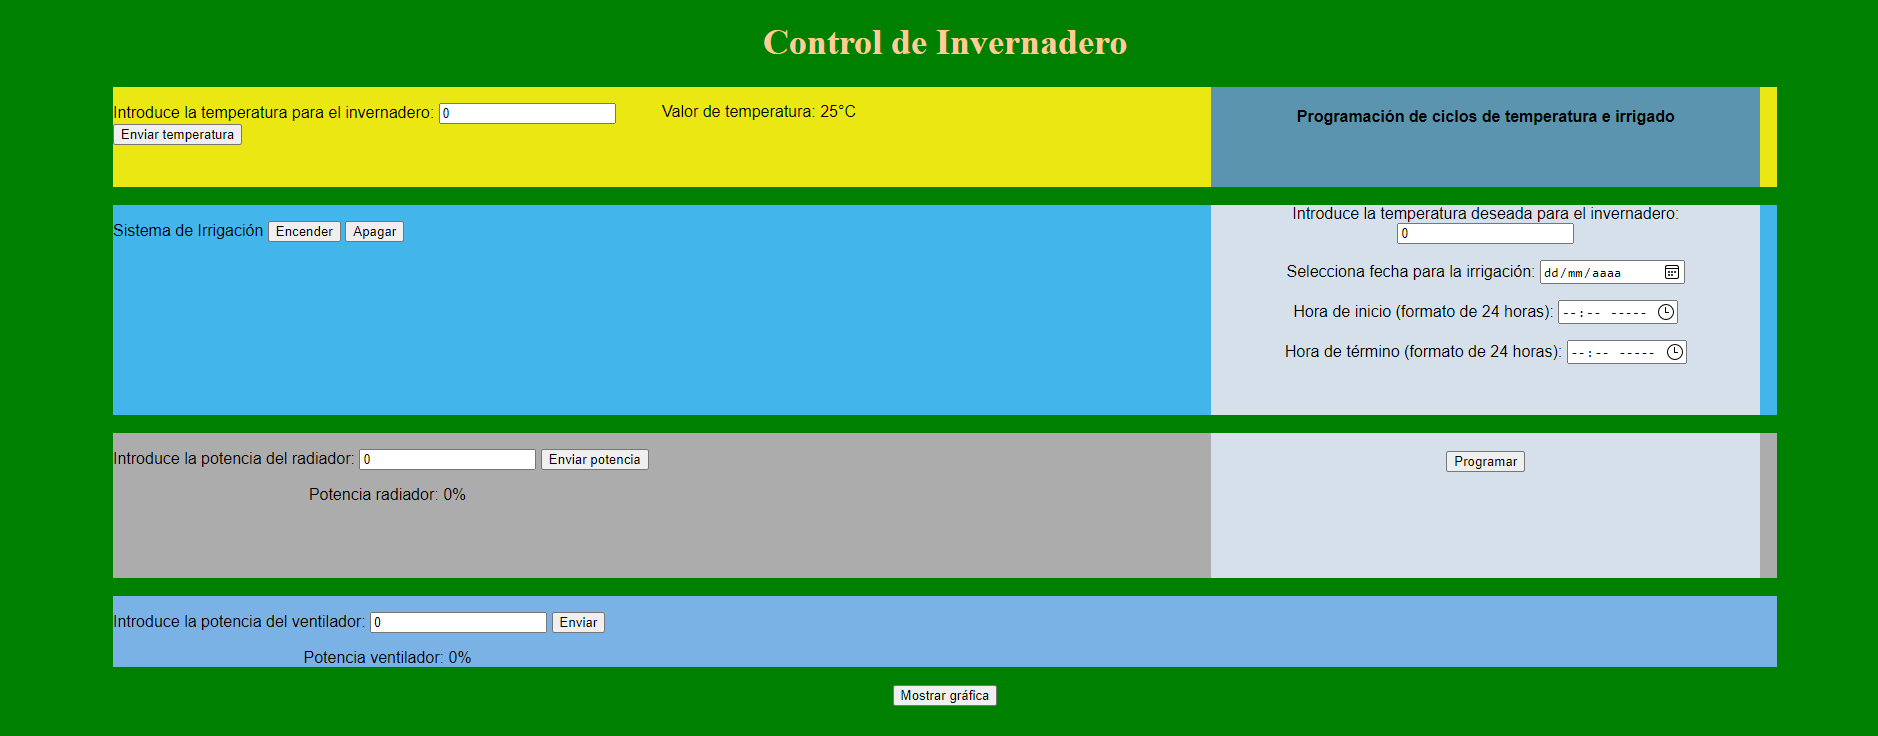 Control de Invernadero
Introduce la temperatura para el invernadero: 0
Enviar temperatura
Valor de temperatura: 25°C
Programación de ciclos de temperatura e irrigado
Sistema de Irrigación Encender Apagar
Introduce la temperatura deseada para el invernadero:
0
Selecciona fecha para la irrigación: dd/mm/aaaa
Hora de inicio (formato de 24 horas): --:-- -----
Hora de término (formato de 24 horas): --:-- -----
Introduce la potencia del radiador: 0 Enviar potencia
Potencia radiador: 0%
Programar
Introduce la potencia del ventilador: 0 Enviar
Potencia ventilador: 0%
Mostrar gráfica